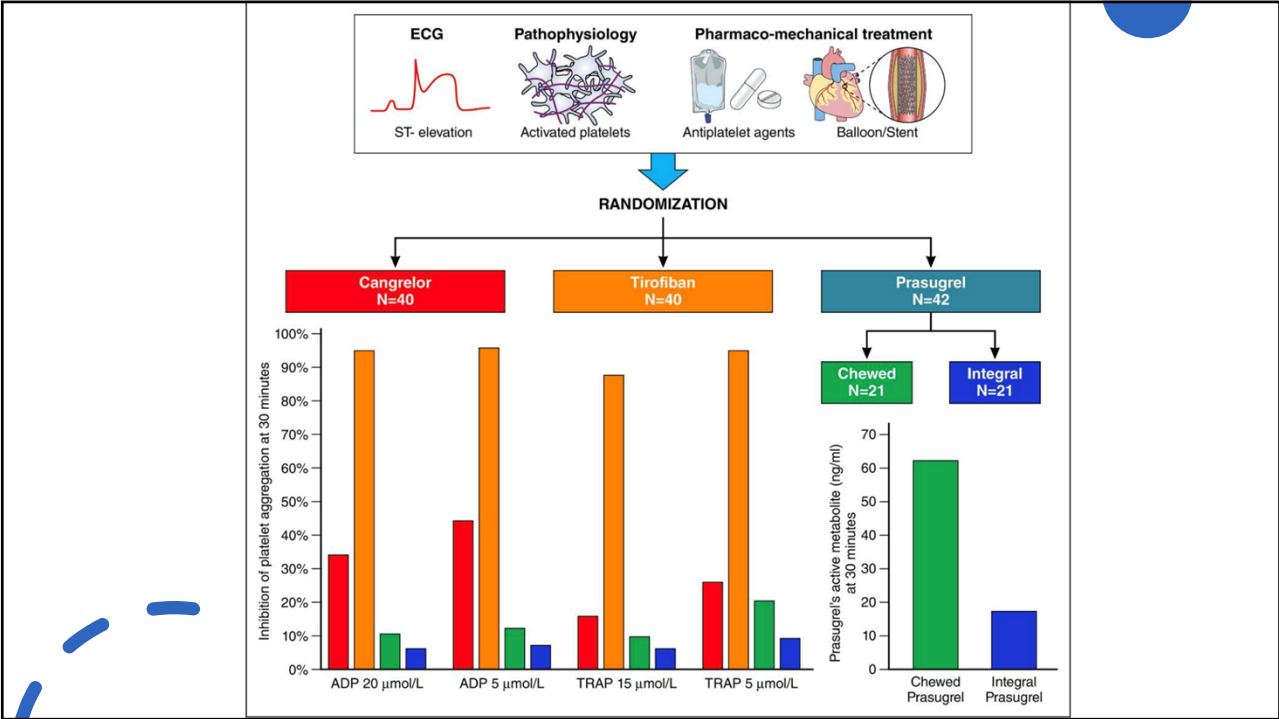 ECG
Pathophysiology
Pharmaco-mechanical treatment
ST- elevation
Activated platelets
Antiplatelet agents
Balloon/Stent
RANDOMIZATION
Cangrelor
N=40
Tirofiban
N=40
Prasugrel
N=42
Chewed
N=21
Integral
N=21
Inhibition of platelet aggregation at 30 minutes
100%
90%
80%
70%
60%
50%
40%
30%
20%
10%
0%
ADP 20 µmol/L
ADP 5 µmol/L
TRAP 15 µmol/L
TRAP 5 µmol/L
Prasugrel's active metabolite (ng/ml)
at 30 minutes
70
60
50
40
30
20
10
0
Chewed
Prasugrel
Integral
Prasugrel